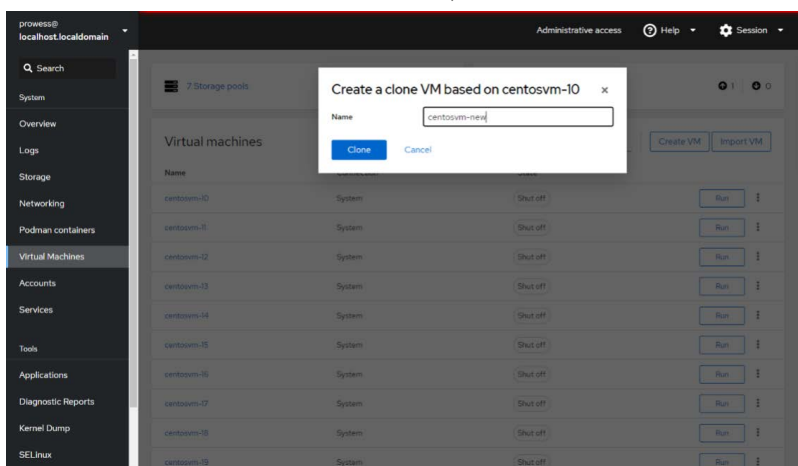 prowess@
localhost.localdomain
Administrative access
Help
Session
Search
System
Overview
Logs
Storage
Networking
Podman containers
Virtual Machines
Accounts
Services
Tools
Applications
Diagnostic Reports
Kernel Dump
SELinux
7 Storage pools
1
0
Create a clone VM based on centosvm-10 ×
Name centosvm-new
Clone Cancel
Virtual machines
Create VM Import VM
Name Connection State
centosvm-10 System Shut off Run
centosvm-11 System Shut off Run
centosvm-12 System Shut off Run
centosvm-13 System Shut off Run
centosvm-14 System Shut off Run
centosvm-15 System Shut off Run
centosvm-16 System Shut off Run
centosvm-17 System Shut off Run
centosvm-18 System Shut off Run
centosvm-19 System Shut off Run